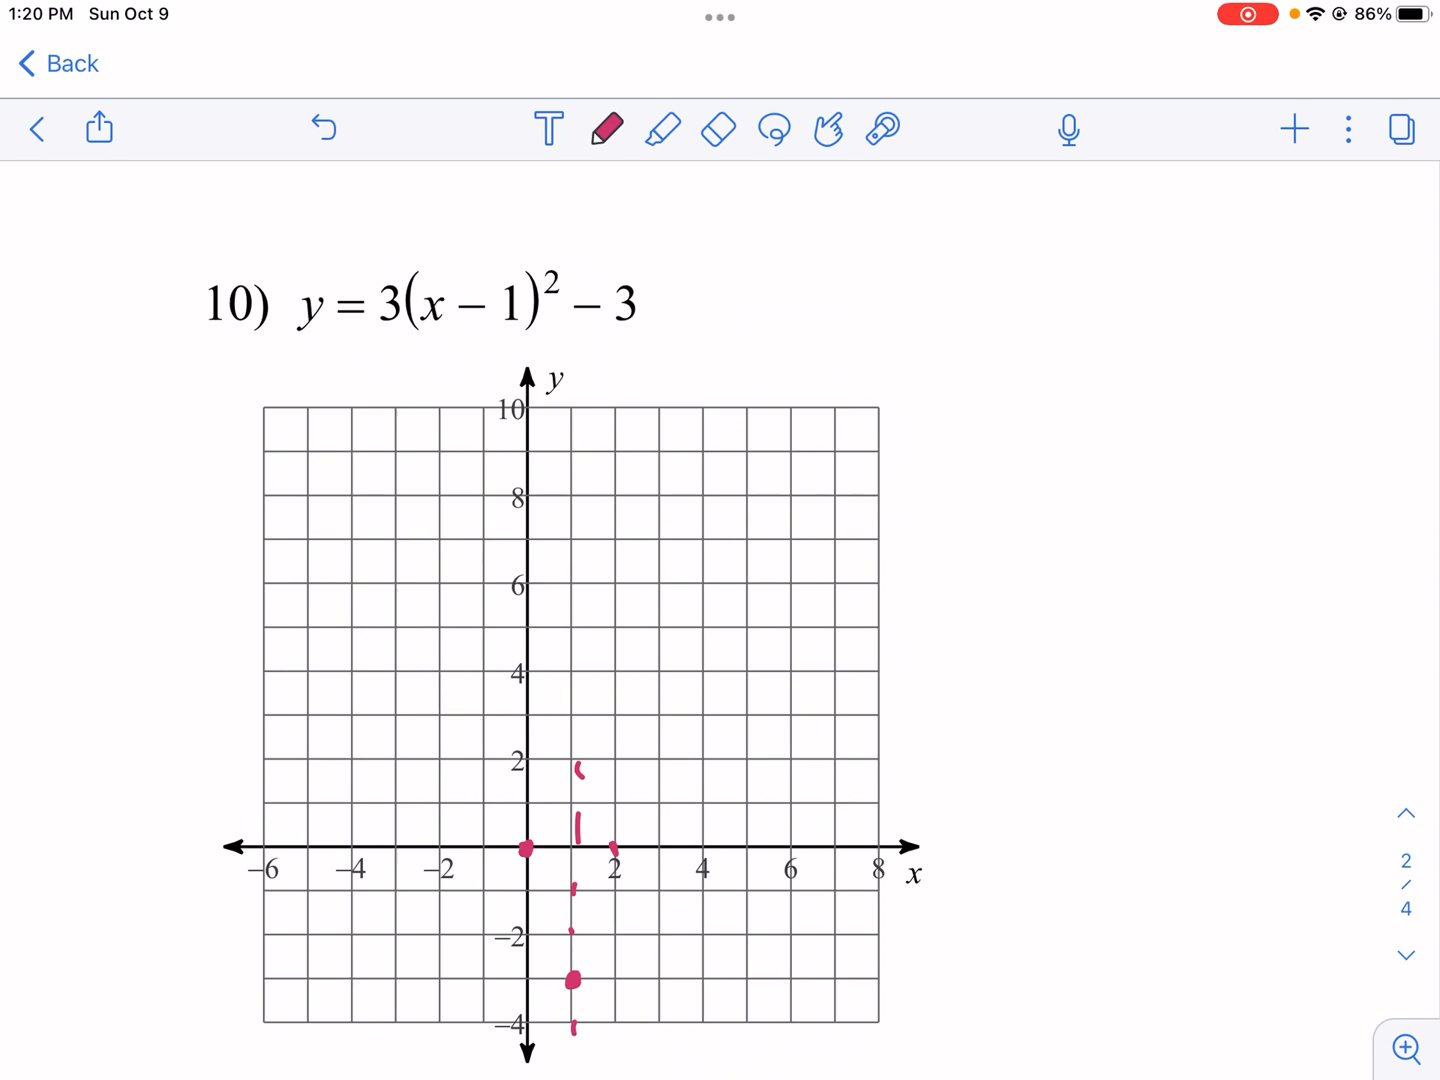 1:20 PM Sun Oct 9
86%
Back
10) y = 3(x − 1)² − 3
y
10
8
6
4
2
−6 −4 −2 2 4 6 8 x
−2
−4
2
/
4